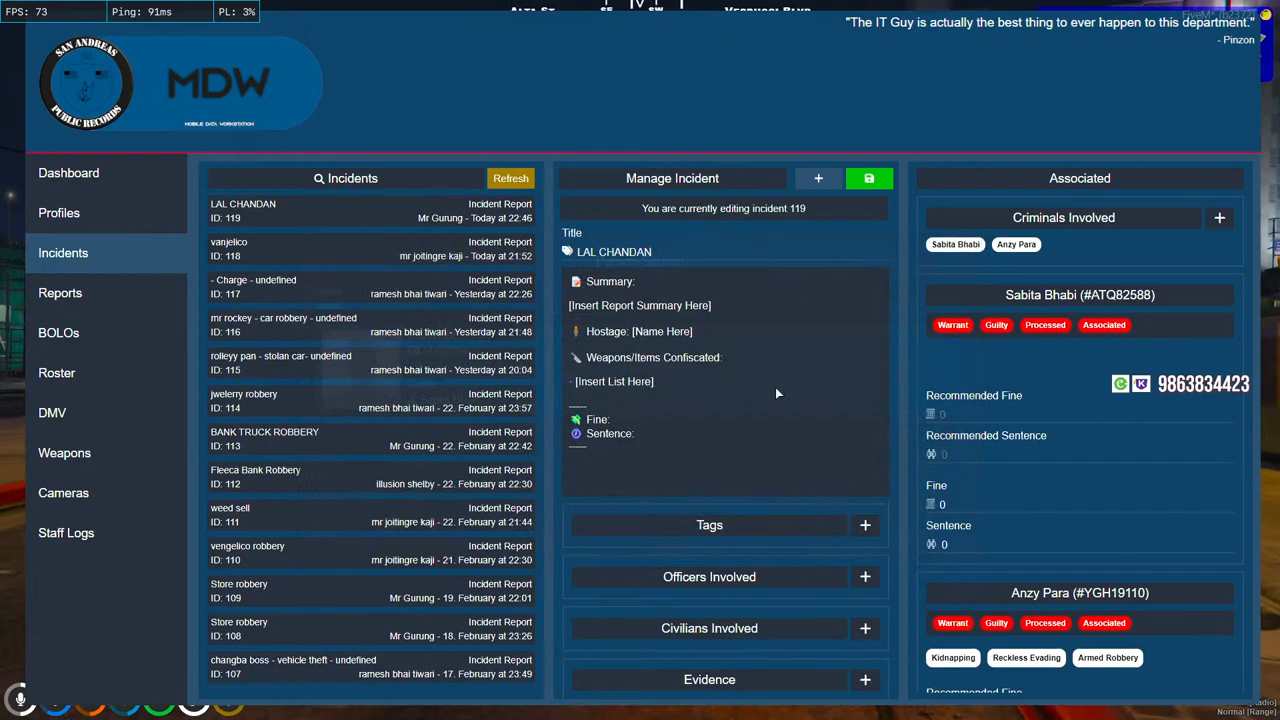 FPS: 73
Ping: 91ms
PL: 3%
"The IT Guy is actually the best thing to ever happen to this department."
- Pinzon
SAN ANDREAS
PUBLIC RECORDS
MDW
MOBILE DATA WORKSTATION
Dashboard
Profiles
Incidents
Reports
BOLOs
Roster
DMV
Weapons
Cameras
Staff Logs
Incidents
Refresh
LAL CHANDAN Incident Report
ID: 119 Mr Gurung - Today at 22:46
vanjelico Incident Report
ID: 118 mr joitingre kaji - Today at 21:52
- Charge - undefined Incident Report
ID: 117 ramesh bhai tiwari - Yesterday at 22:26
mr rockey - car robbery - undefined Incident Report
ID: 116 ramesh bhai tiwari - Yesterday at 21:48
rolleyy pan - stolan car- undefined Incident Report
ID: 115 ramesh bhai tiwari - Yesterday at 20:04
jwelerry robbery Incident Report
ID: 114 ramesh bhai tiwari - 22. February at 23:57
BANK TRUCK ROBBERY Incident Report
ID: 113 Mr Gurung - 22. February at 22:42
Fleeca Bank Robbery Incident Report
ID: 112 illusion shelby - 22. February at 22:30
weed sell Incident Report
ID: 111 mr joitingre kaji - 22. February at 21:44
vengelico robbery Incident Report
ID: 110 mr joitingre kaji - 21. February at 22:30
Store robbery Incident Report
ID: 109 Mr Gurung - 19. February at 22:01
Store robbery Incident Report
ID: 108 Mr Gurung - 18. February at 23:26
changba boss - vehicle theft - undefined Incident Report
ID: 107 ramesh bhai tiwari - 17. February at 23:49
Manage Incident
+
You are currently editing incident 119
Title
LAL CHANDAN
Summary:
[Insert Report Summary Here]
Hostage: [Name Here]
Weapons/Items Confiscated:
- [Insert List Here]
Fine:
Sentence:
Tags +
Officers Involved +
Civilians Involved +
Evidence +
Associated
Criminals Involved +
Sabita Bhabi Anzy Para
Sabita Bhabi (#ATQ82588)
Warrant Guilty Processed Associated
9863834423
Recommended Fine
0
Recommended Sentence
0
Fine
0
Sentence
0
Anzy Para (#YGH19110)
Warrant Guilty Processed Associated
Kidnapping Reckless Evading Armed Robbery
Recommended Fine
Normal [Range]